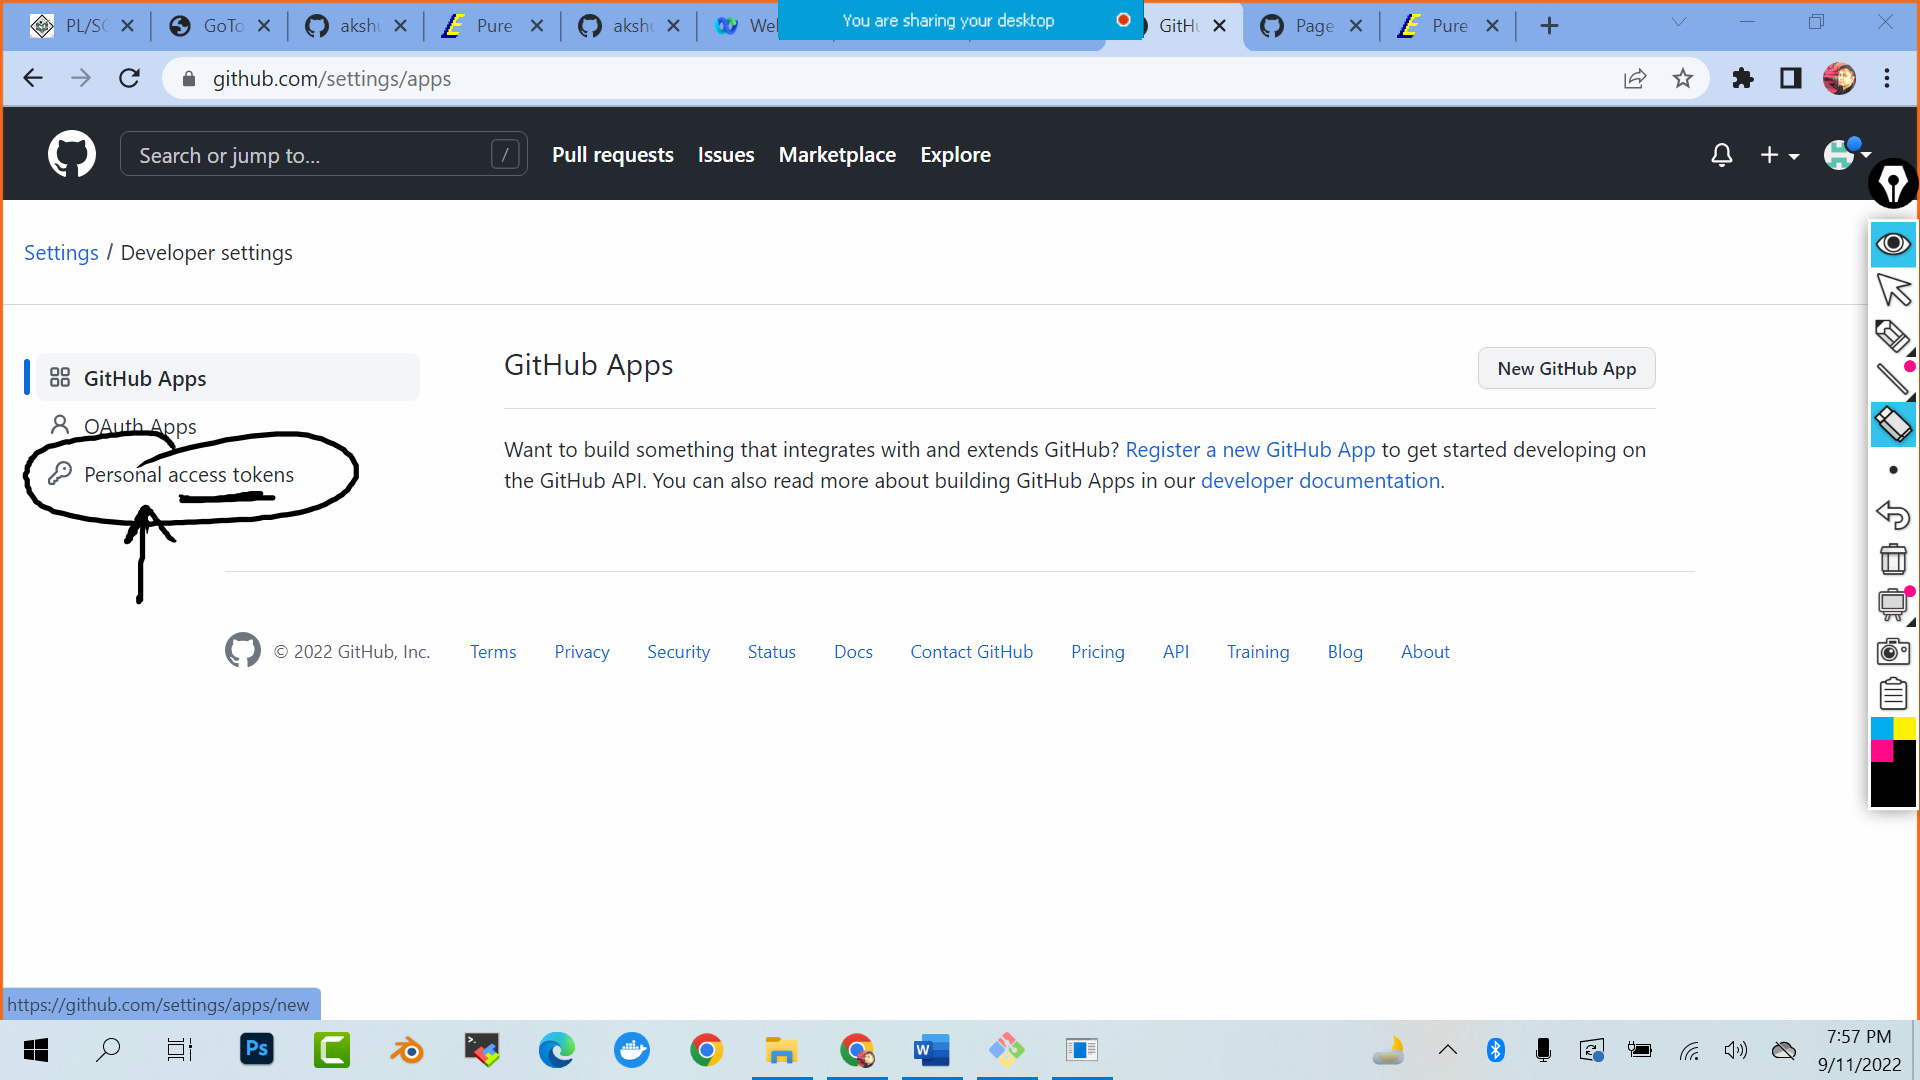 PL/SQ
GoTo
akshu
Pure
akshu
We
You are sharing your desktop
GitHu
Page
Pure
github.com/settings/apps
Search or jump to...
/
Pull requests
Issues
Marketplace
Explore
Settings / Developer settings
GitHub Apps
OAuth Apps
Personal access tokens
GitHub Apps
New GitHub App
Want to build something that integrates with and extends GitHub? Register a new GitHub App to get started developing on
the GitHub API. You can also read more about building GitHub Apps in our developer documentation.
© 2022 GitHub, Inc.
Terms
Privacy
Security
Status
Docs
Contact GitHub
Pricing
API
Training
Blog
About
https://github.com/settings/apps/new
Ps
7:57 PM
9/11/2022